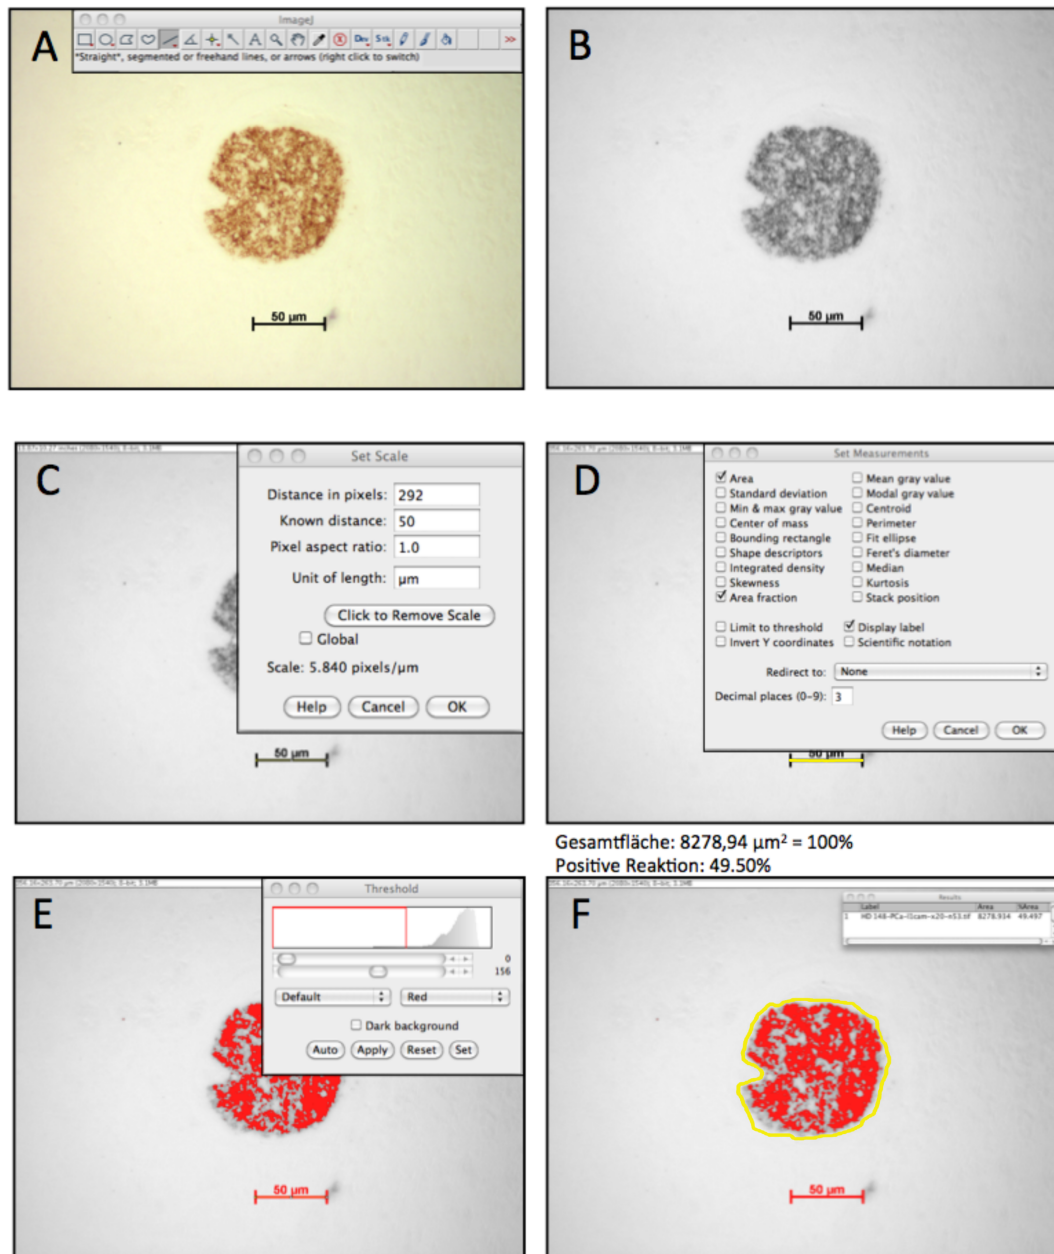 A
ImageJ
Dev Stk >>
*Straight*, segmented or freehand lines, or arrows (right click to switch)
50 µm
B
50 µm
C
Set Scale
Distance in pixels: 292
Known distance: 50
Pixel aspect ratio: 1.0
Unit of length: µm
Click to Remove Scale
Global
Scale: 5.840 pixels/µm
Help Cancel OK
50 µm
D
Set Measurements
Area Mean gray value
Standard deviation Modal gray value
Min & max gray value Centroid
Center of mass Perimeter
Bounding rectangle Fit ellipse
Shape descriptors Feret's diameter
Integrated density Median
Skewness Kurtosis
Area fraction Stack position
Limit to threshold Display label
Invert Y coordinates Scientific notation
Redirect to: None
Decimal places (0-9): 3
Help Cancel OK
50 µm
Gesamtfläche: 8278,94 µm² = 100%
Positive Reaktion: 49.50%
E
Threshold
0
156
Default Red
Dark background
Auto Apply Reset Set
50 µm
F
Results
Label Area %Area
1 8278,934 49.497
50 µm